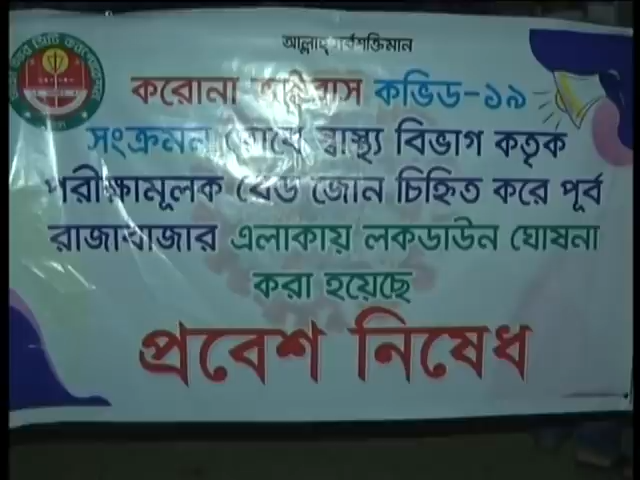 আল্লাহ সর্বশক্তিমান
করোনা ভাইরাস কভিড-১৯
সংক্রমন রোধে স্বাস্থ্য বিভাগ কতৃক
পরীক্ষামূলক রেড জোন চিহ্নিত করে পূর্ব
রাজাবাজার এলাকায় লকডাউন ঘোষনা
করা হয়েছে
প্রবেশ নিষেধ